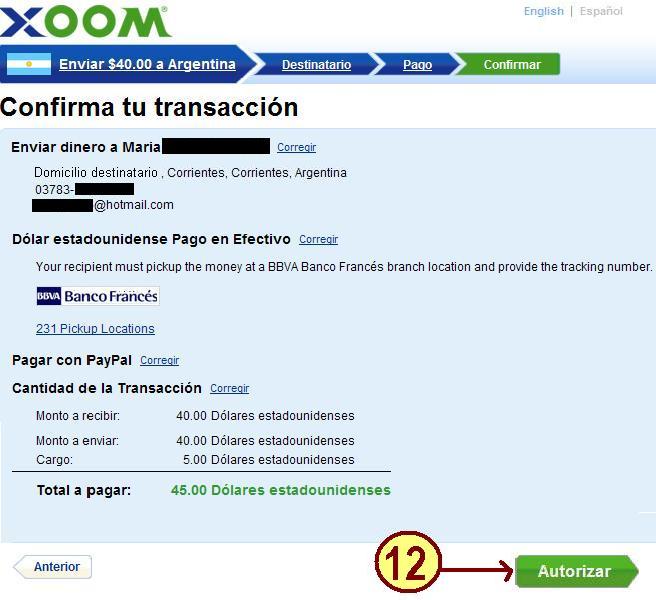 XOOM
English | Español
Enviar $40.00 a Argentina Destinatario Pago Confirmar
Confirma tu transacción
Enviar dinero a Maria Corregir
Domicilio destinatario , Corrientes, Corrientes, Argentina
03783-
@hotmail.com
Dólar estadounidense Pago en Efectivo Corregir
Your recipient must pickup the money at a BBVA Banco Francés branch location and provide the tracking number.
BBVA Banco Francés
231 Pickup Locations
Pagar con PayPal Corregir
Cantidad de la Transacción Corregir
Monto a recibir: 40.00 Dólares estadounidenses
Monto a enviar: 40.00 Dólares estadounidenses
Cargo: 5.00 Dólares estadounidenses
Total a pagar: 45.00 Dólares estadounidenses
Anterior 12 Autorizar